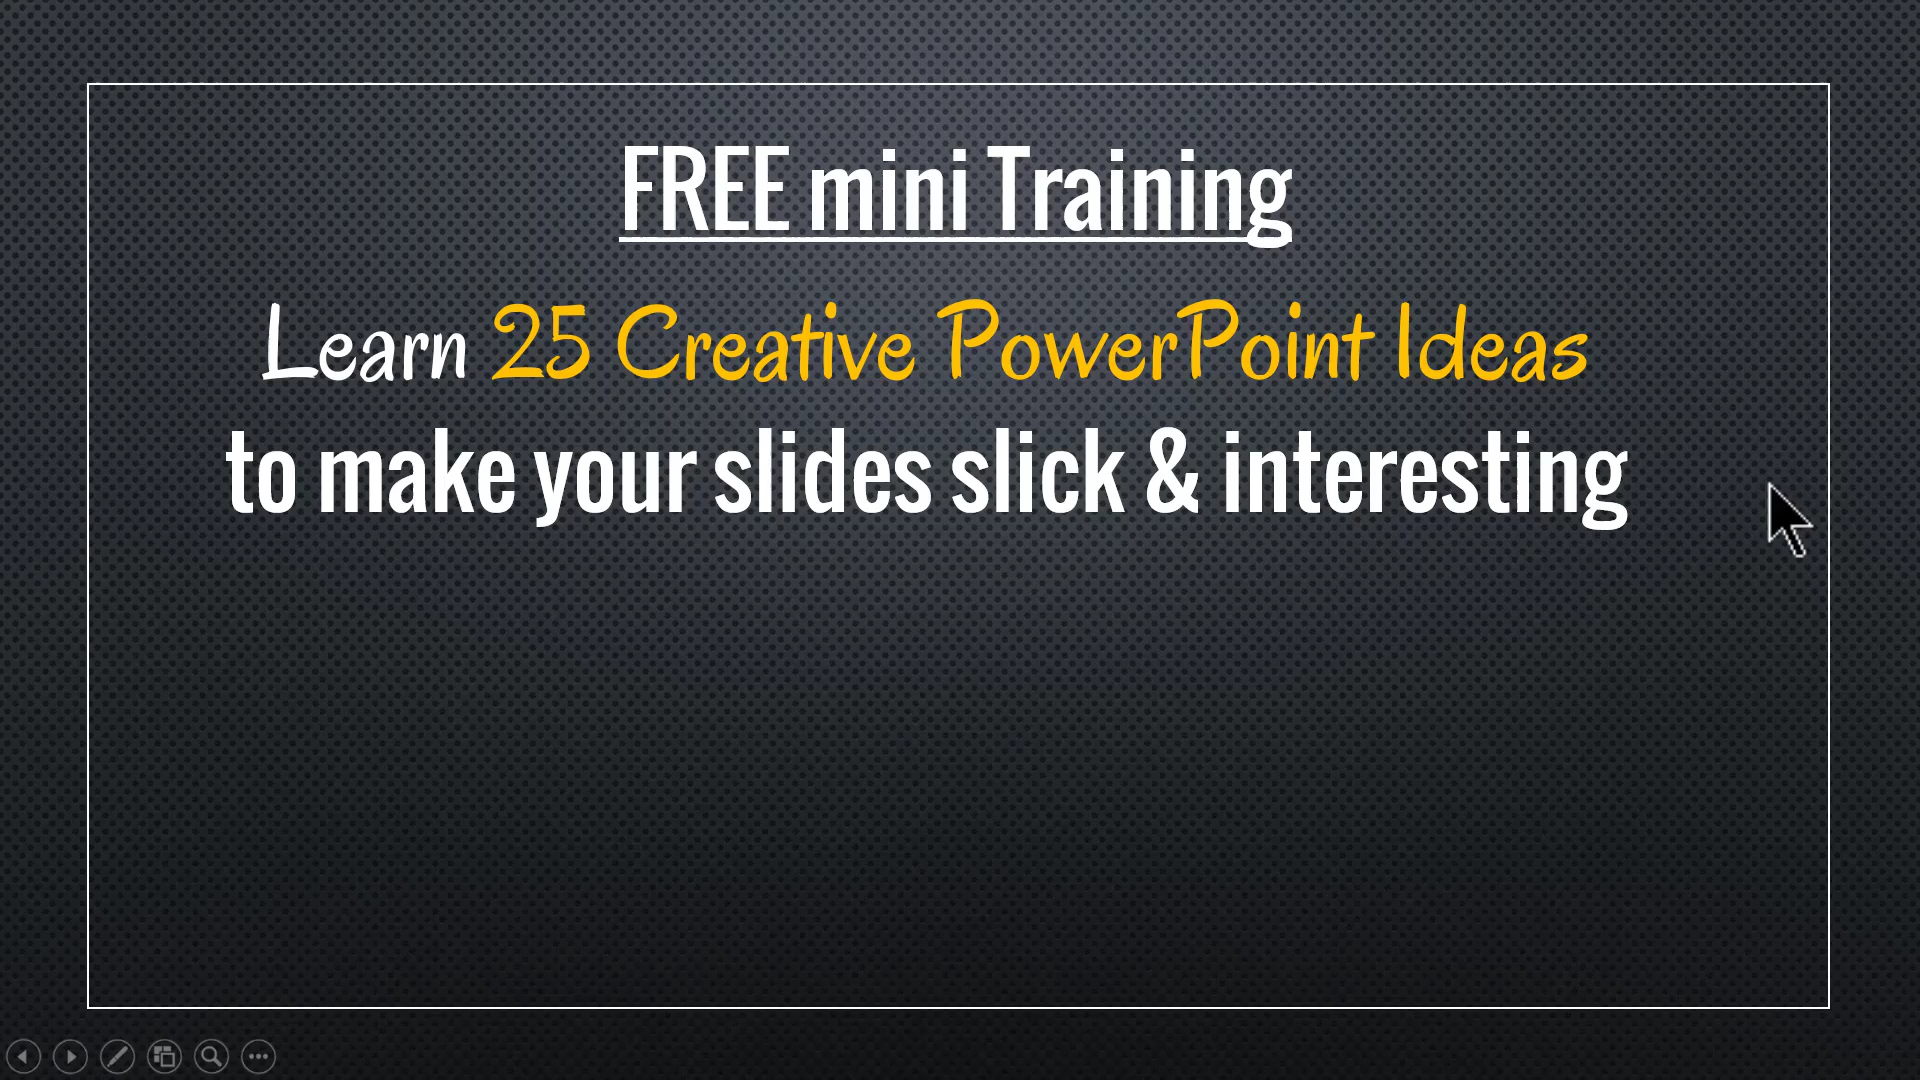 FREE mini Training
Learn 25 Creative PowerPoint Ideas
to make your slides slick & interesting